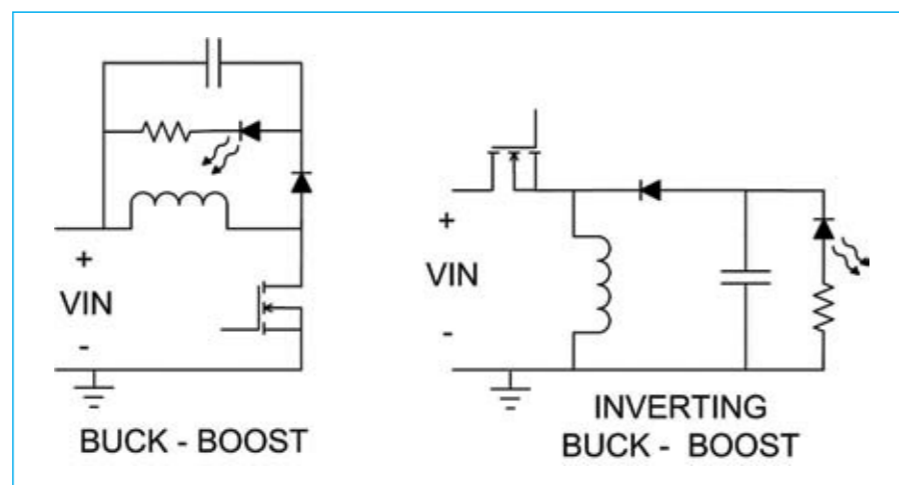 +
VIN
-
BUCK - BOOST
+
VIN
-
INVERTING
BUCK - BOOST